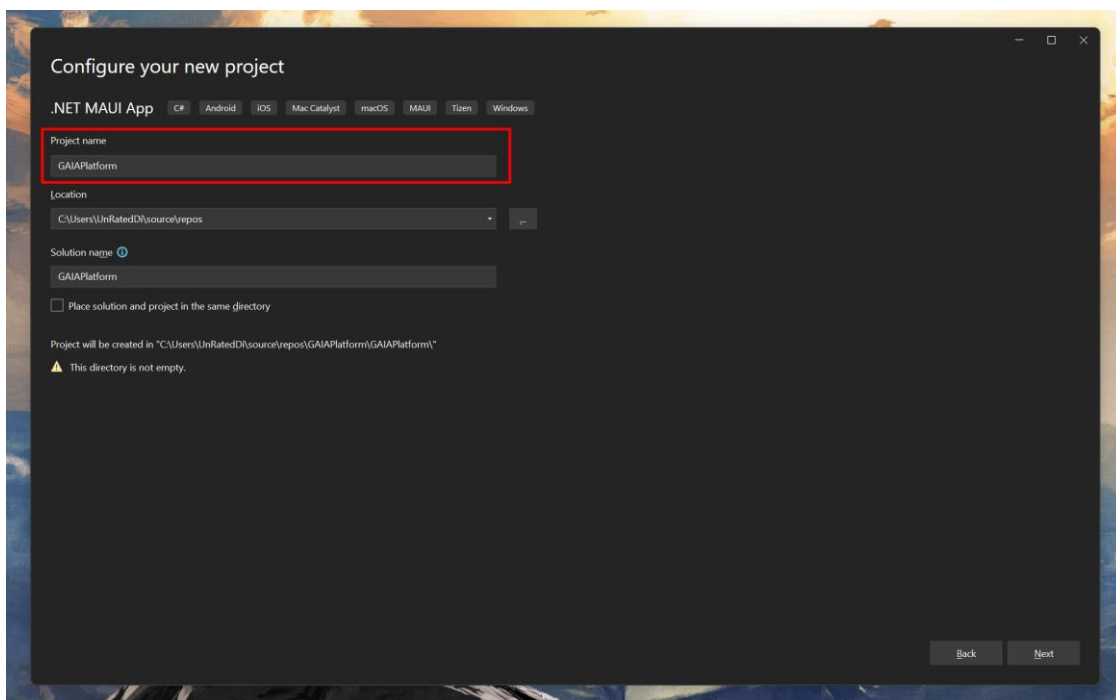 Configure your new project
.NET MAUI App C# Android iOS Mac Catalyst macOS MAUI Tizen Windows
Project name
GAIAPlatform
Location
C:\Users\UnRatedDi\source\repos
...
Solution name
GAIAPlatform
Place solution and project in the same directory
Project will be created in "C:\Users\UnRatedDi\source\repos\GAIAPlatform\GAIAPlatform\"
This directory is not empty.
Back Next